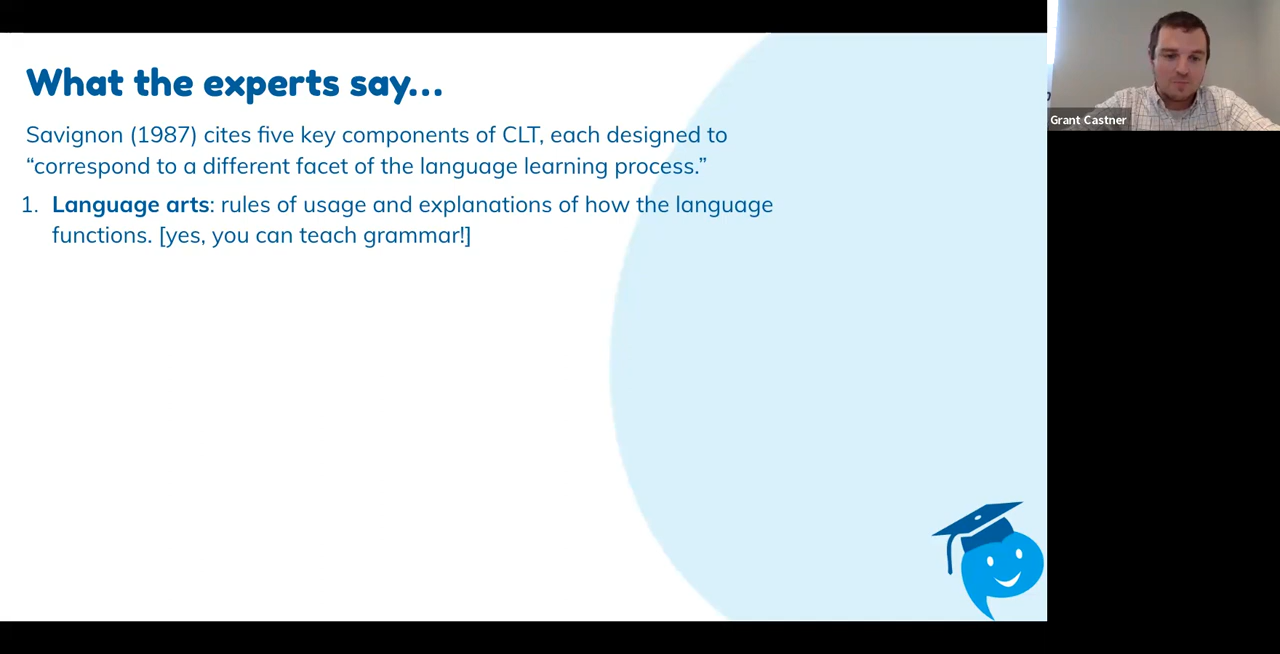 What the experts say...
Savignon (1987) cites five key components of CLT, each designed to
“correspond to a different facet of the language learning process.”
1. Language arts: rules of usage and explanations of how the language
functions. [yes, you can teach grammar!]
Grant Castner